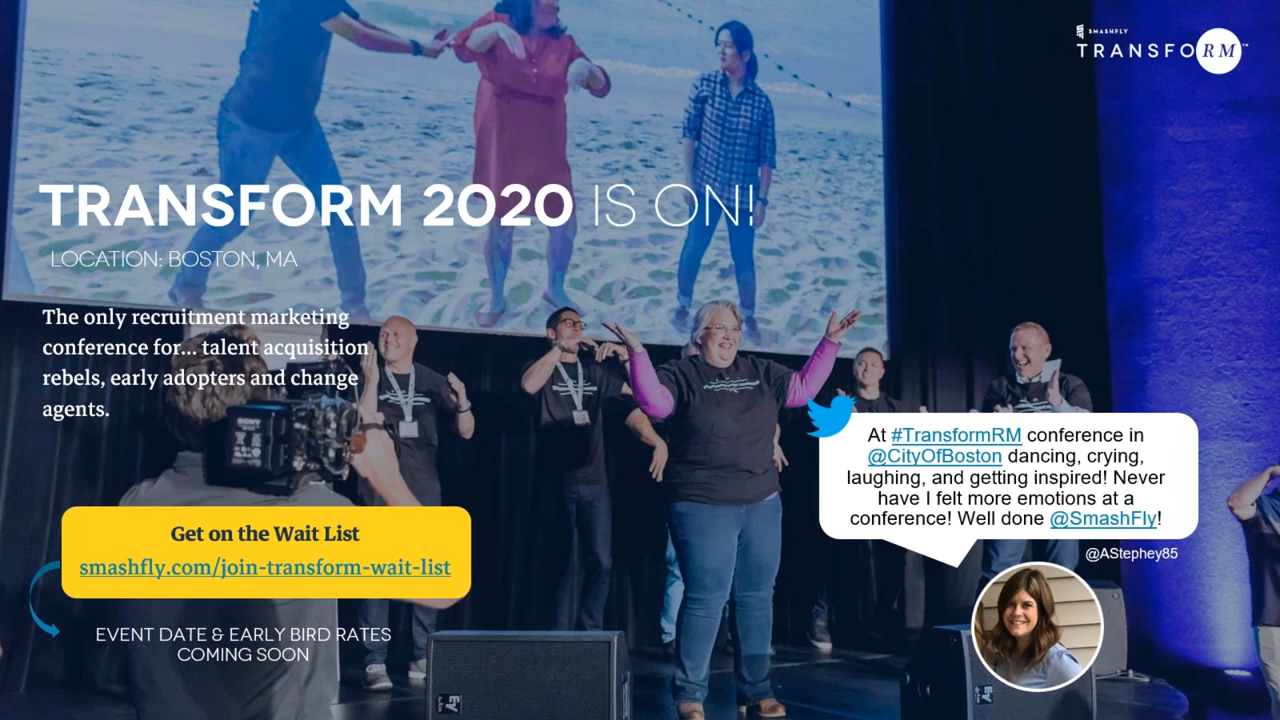 SMASHFLY
TRANSFORM™
TRANSFORM 2020 IS ON!
LOCATION: BOSTON, MA
The only recruitment marketing
conference for... talent acquisition
rebels, early adopters and change
agents.
SONY
At #TransformRM conference in
@CityOfBoston dancing, crying,
laughing, and getting inspired! Never
have I felt more emotions at a
conference! Well done @SmashFly!
@AStephey85
Get on the Wait List
smashfly.com/join-transform-wait-list
EVENT DATE & EARLY BIRD RATES
COMING SOON